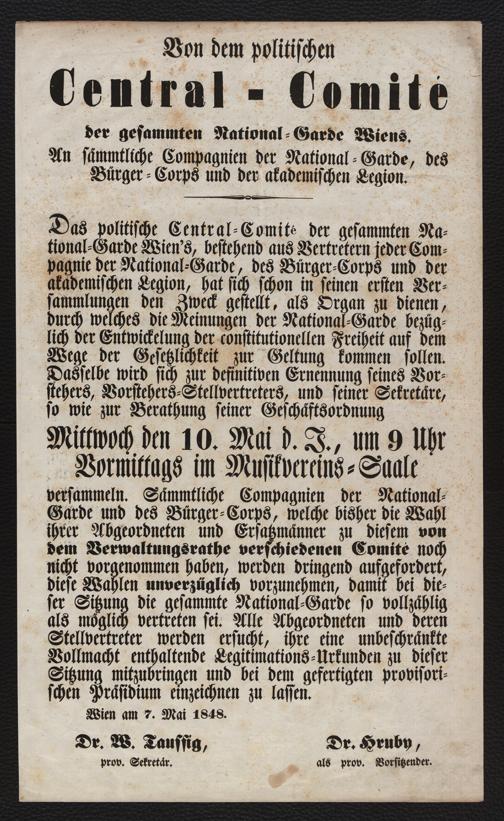 Von dem politischen
Central - Comité
der gesammten National-Garde Wiens.
An sämmtliche Compagnien der National-Garde, des
Bürger-Corps und der akademischen Legion.
Das politische Central-Comité der gesammten Na-
tional-Garde Wien's, bestehend aus Vertretern jeder Com-
pagnie der National-Garde, des Bürger-Corps und der
akademischen Legion, hat sich schon in seinen ersten Ver-
sammlungen den Zweck gestellt, als Organ zu dienen,
durch welches die Meinungen der National-Garde bezüg-
lich der Entwickelung der constitutionellen Freiheit auf dem
Wege der Gesetzlichkeit zur Geltung kommen sollen.
Dasselbe wird sich zur definitiven Ernennung seines Vor-
stehers, Vorstehers-Stellvertreters, und seiner Sekretäre,
so wie zur Berathung seiner Geschäftsordnung
Mittwoch den 10. Mai d. J., um 9 Uhr
Vormittags im Musikvereins-Saale
versammeln. Sämmtliche Compagnien der National-
Garde und des Bürger-Corps, welche bisher die Wahl
ihrer Abgeordneten und Ersatzmänner zu diesem von
dem Verwaltungsrathe verschiedenen Comité noch
nicht vorgenommen haben, werden dringend aufgefordert,
diese Wahlen unverzüglich vorzunehmen, damit bei die-
ser Sitzung die gesammte National-Garde so vollzählig
als möglich vertreten sei. Alle Abgeordneten und deren
Stellvertreter werden ersucht, ihre eine unbeschränkte
Vollmacht enthaltende Legitimations-Urkunden zu dieser
Sitzung mitzubringen und bei dem gefertigten provisori-
schen Präsidium einzeichnen zu lassen.
Wien am 7. Mai 1848.
Dr. W. Taussig, Dr. Hruby,
prov. Sekretär. als prov. Vorsitzender.